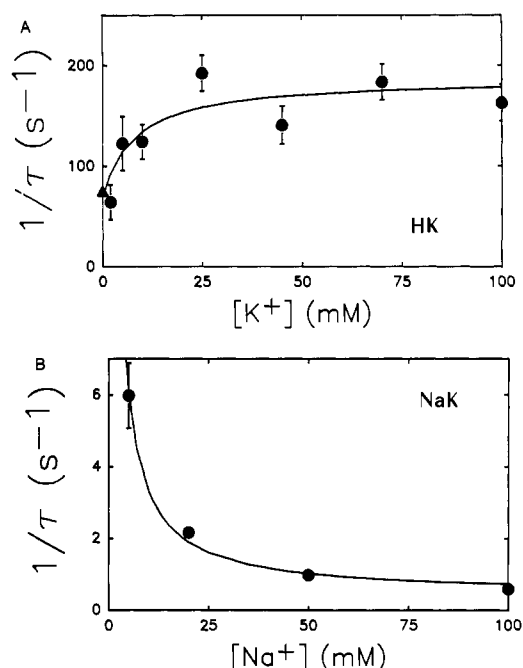 A
200
100
0
1/τ (s⁻¹)
HK
0 25 50 75 100
[K⁺] (mM)
B
6
4
2
0
1/τ (s⁻¹)
NaK
0 25 50 75 100
[Na⁺] (mM)